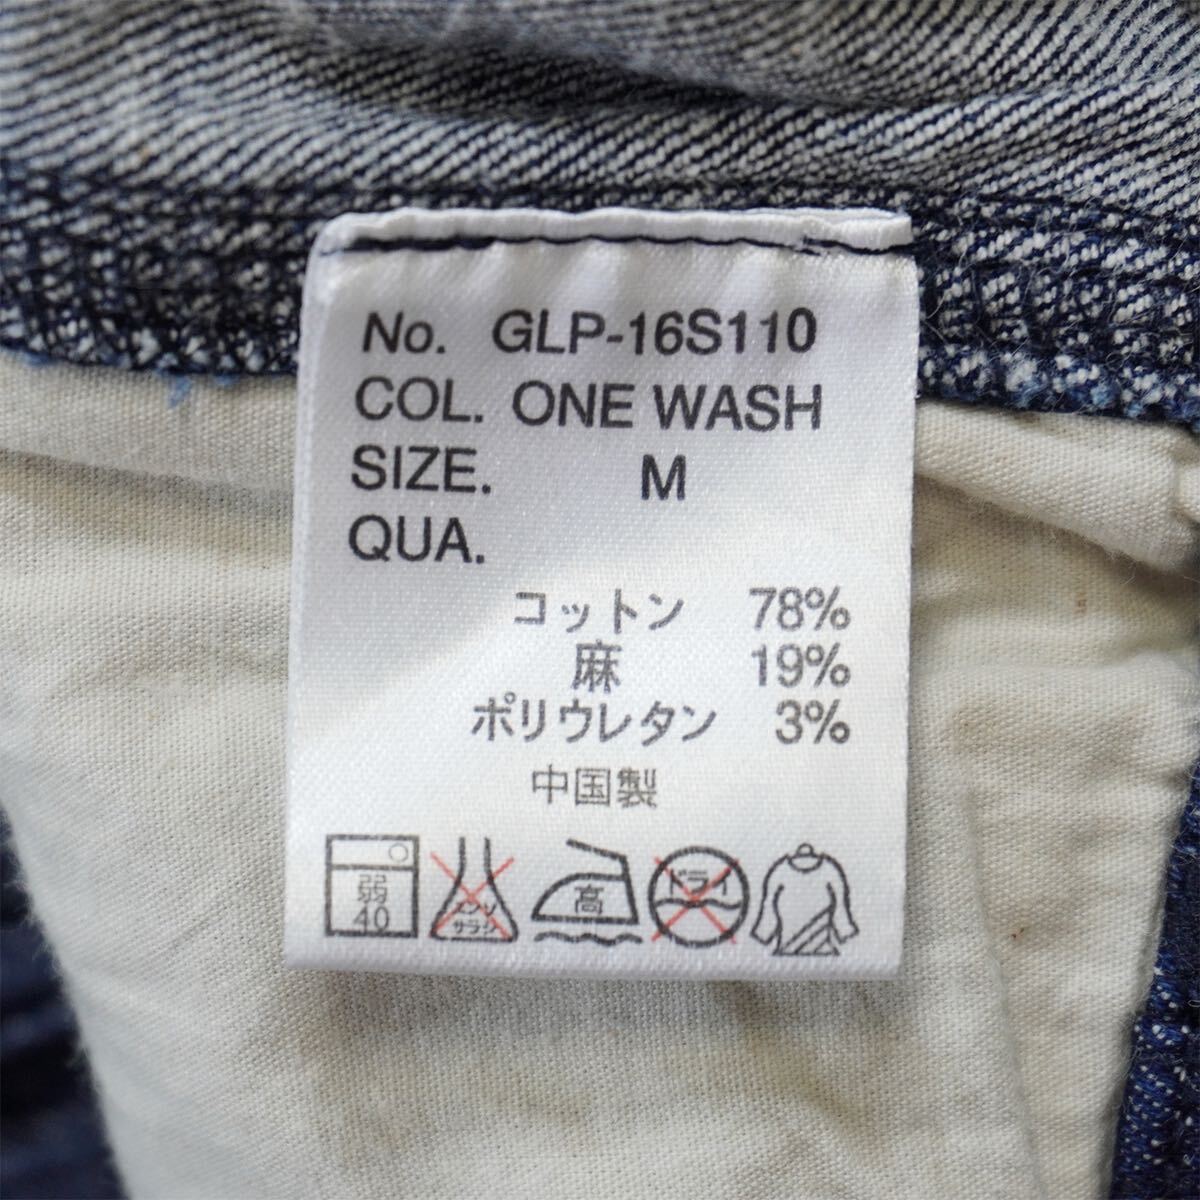 No. GLP-16S110
COL. ONE WASH
SIZE. M
QUA.
コットン 78%
麻 19%
ポリウレタン 3%
中国製
弱
40
エンソ
サラシ
高
ドライ